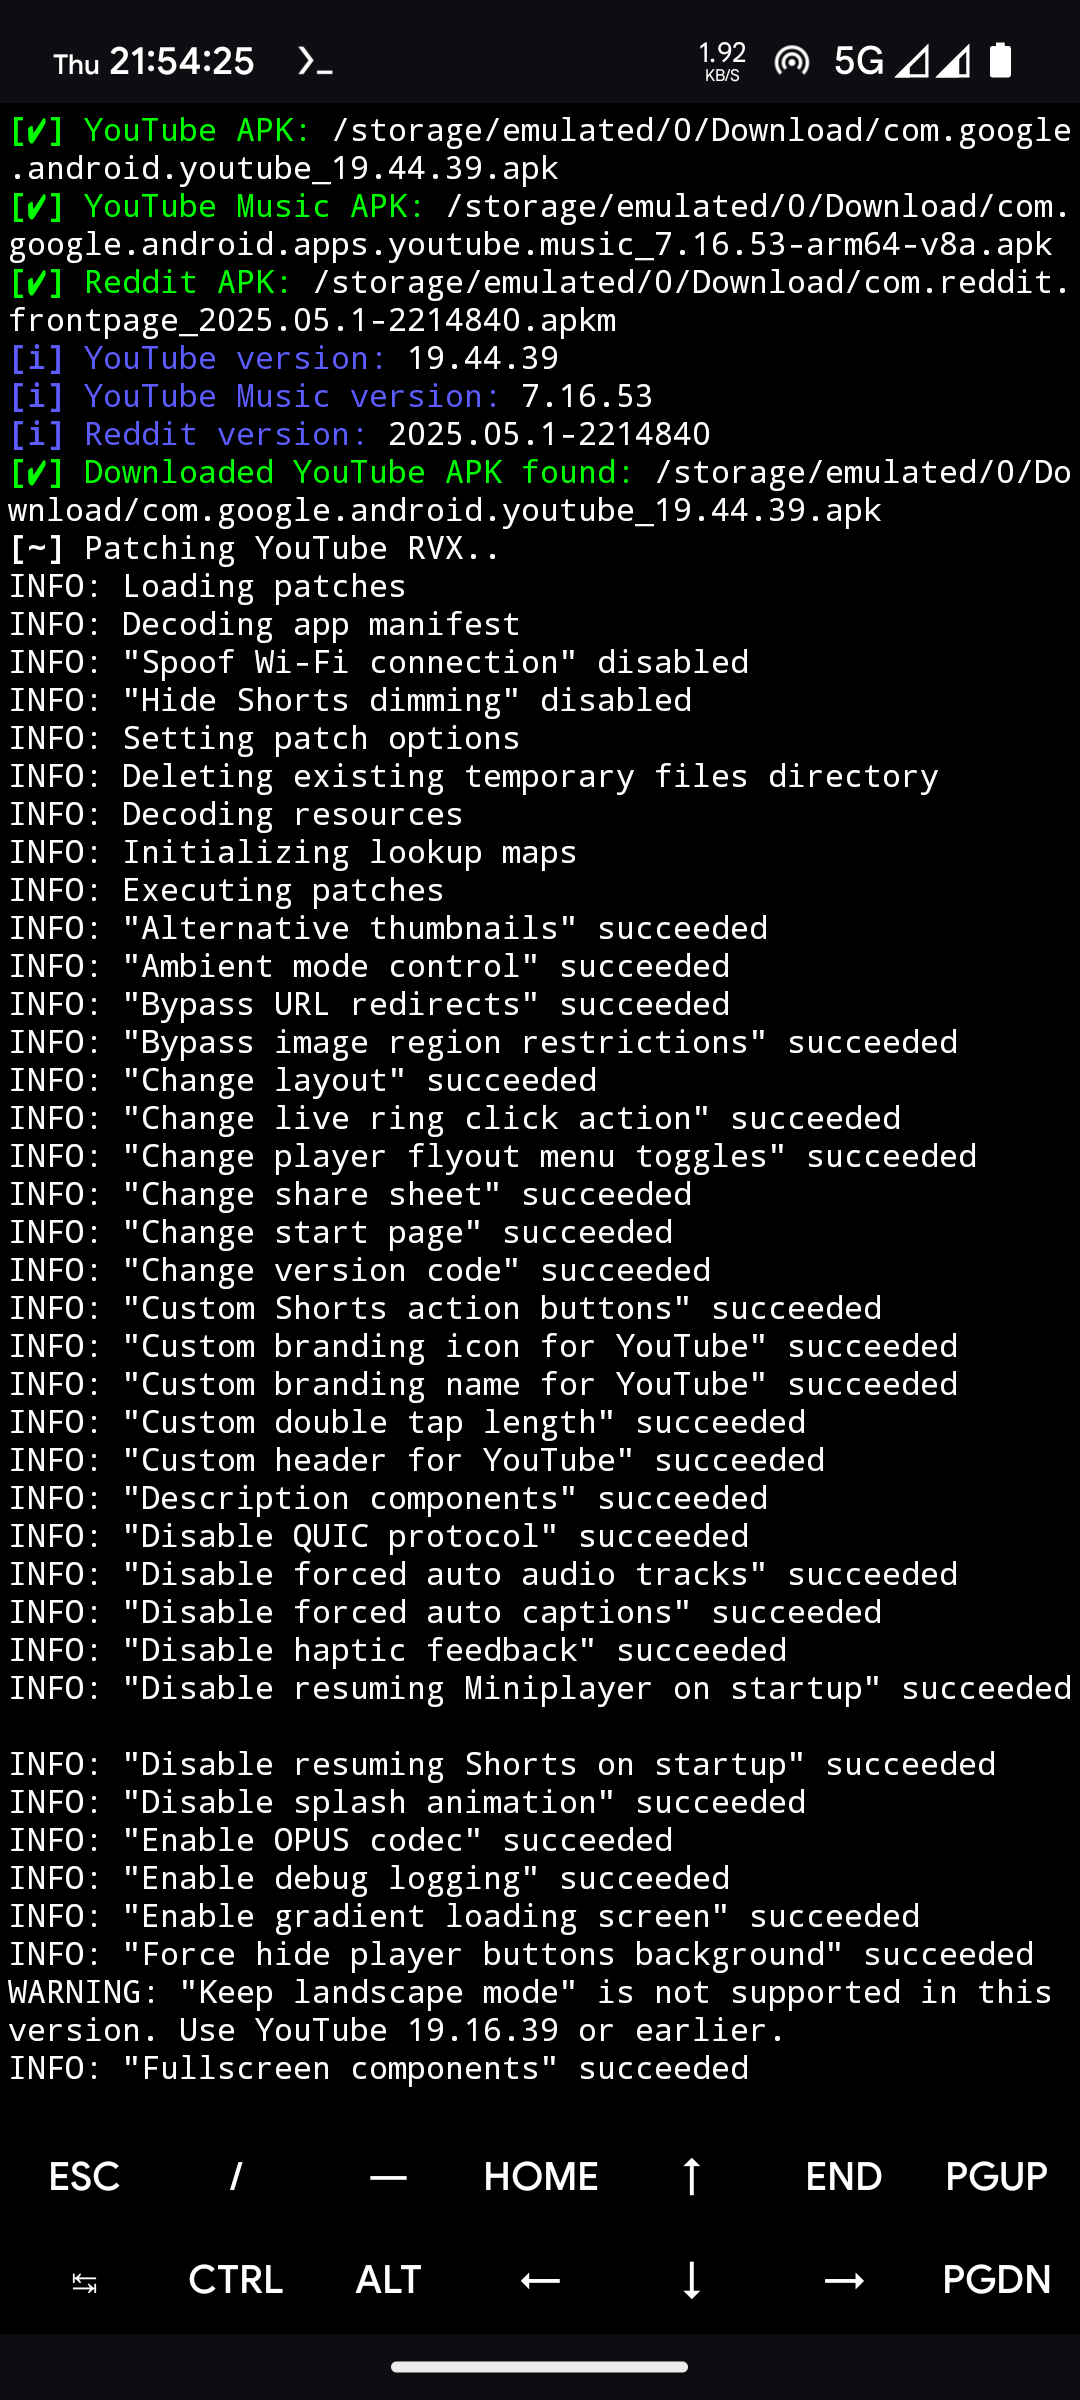 Thu 21:54:25
1.92 KB/S 5G
[✔] YouTube APK: /storage/emulated/0/Download/com.google
.android.youtube_19.44.39.apk
[✔] YouTube Music APK: /storage/emulated/0/Download/com.
google.android.apps.youtube.music_7.16.53-arm64-v8a.apk
[✔] Reddit APK: /storage/emulated/0/Download/com.reddit.
frontpage_2025.05.1-2214840.apkm
[i] YouTube version: 19.44.39
[i] YouTube Music version: 7.16.53
[i] Reddit version: 2025.05.1-2214840
[✔] Downloaded YouTube APK found: /storage/emulated/0/Do
wnload/com.google.android.youtube_19.44.39.apk
[~] Patching YouTube RVX..
INFO: Loading patches
INFO: Decoding app manifest
INFO: "Spoof Wi-Fi connection" disabled
INFO: "Hide Shorts dimming" disabled
INFO: Setting patch options
INFO: Deleting existing temporary files directory
INFO: Decoding resources
INFO: Initializing lookup maps
INFO: Executing patches
INFO: "Alternative thumbnails" succeeded
INFO: "Ambient mode control" succeeded
INFO: "Bypass URL redirects" succeeded
INFO: "Bypass image region restrictions" succeeded
INFO: "Change layout" succeeded
INFO: "Change live ring click action" succeeded
INFO: "Change player flyout menu toggles" succeeded
INFO: "Change share sheet" succeeded
INFO: "Change start page" succeeded
INFO: "Change version code" succeeded
INFO: "Custom Shorts action buttons" succeeded
INFO: "Custom branding icon for YouTube" succeeded
INFO: "Custom branding name for YouTube" succeeded
INFO: "Custom double tap length" succeeded
INFO: "Custom header for YouTube" succeeded
INFO: "Description components" succeeded
INFO: "Disable QUIC protocol" succeeded
INFO: "Disable forced auto audio tracks" succeeded
INFO: "Disable forced auto captions" succeeded
INFO: "Disable haptic feedback" succeeded
INFO: "Disable resuming Miniplayer on startup" succeeded
INFO: "Disable resuming Shorts on startup" succeeded
INFO: "Disable splash animation" succeeded
INFO: "Enable OPUS codec" succeeded
INFO: "Enable debug logging" succeeded
INFO: "Enable gradient loading screen" succeeded
INFO: "Force hide player buttons background" succeeded
WARNING: "Keep landscape mode" is not supported in this
version. Use YouTube 19.16.39 or earlier.
INFO: "Fullscreen components" succeeded
ESC / — HOME ↑ END PGUP
↹ CTRL ALT ← ↓ → PGDN